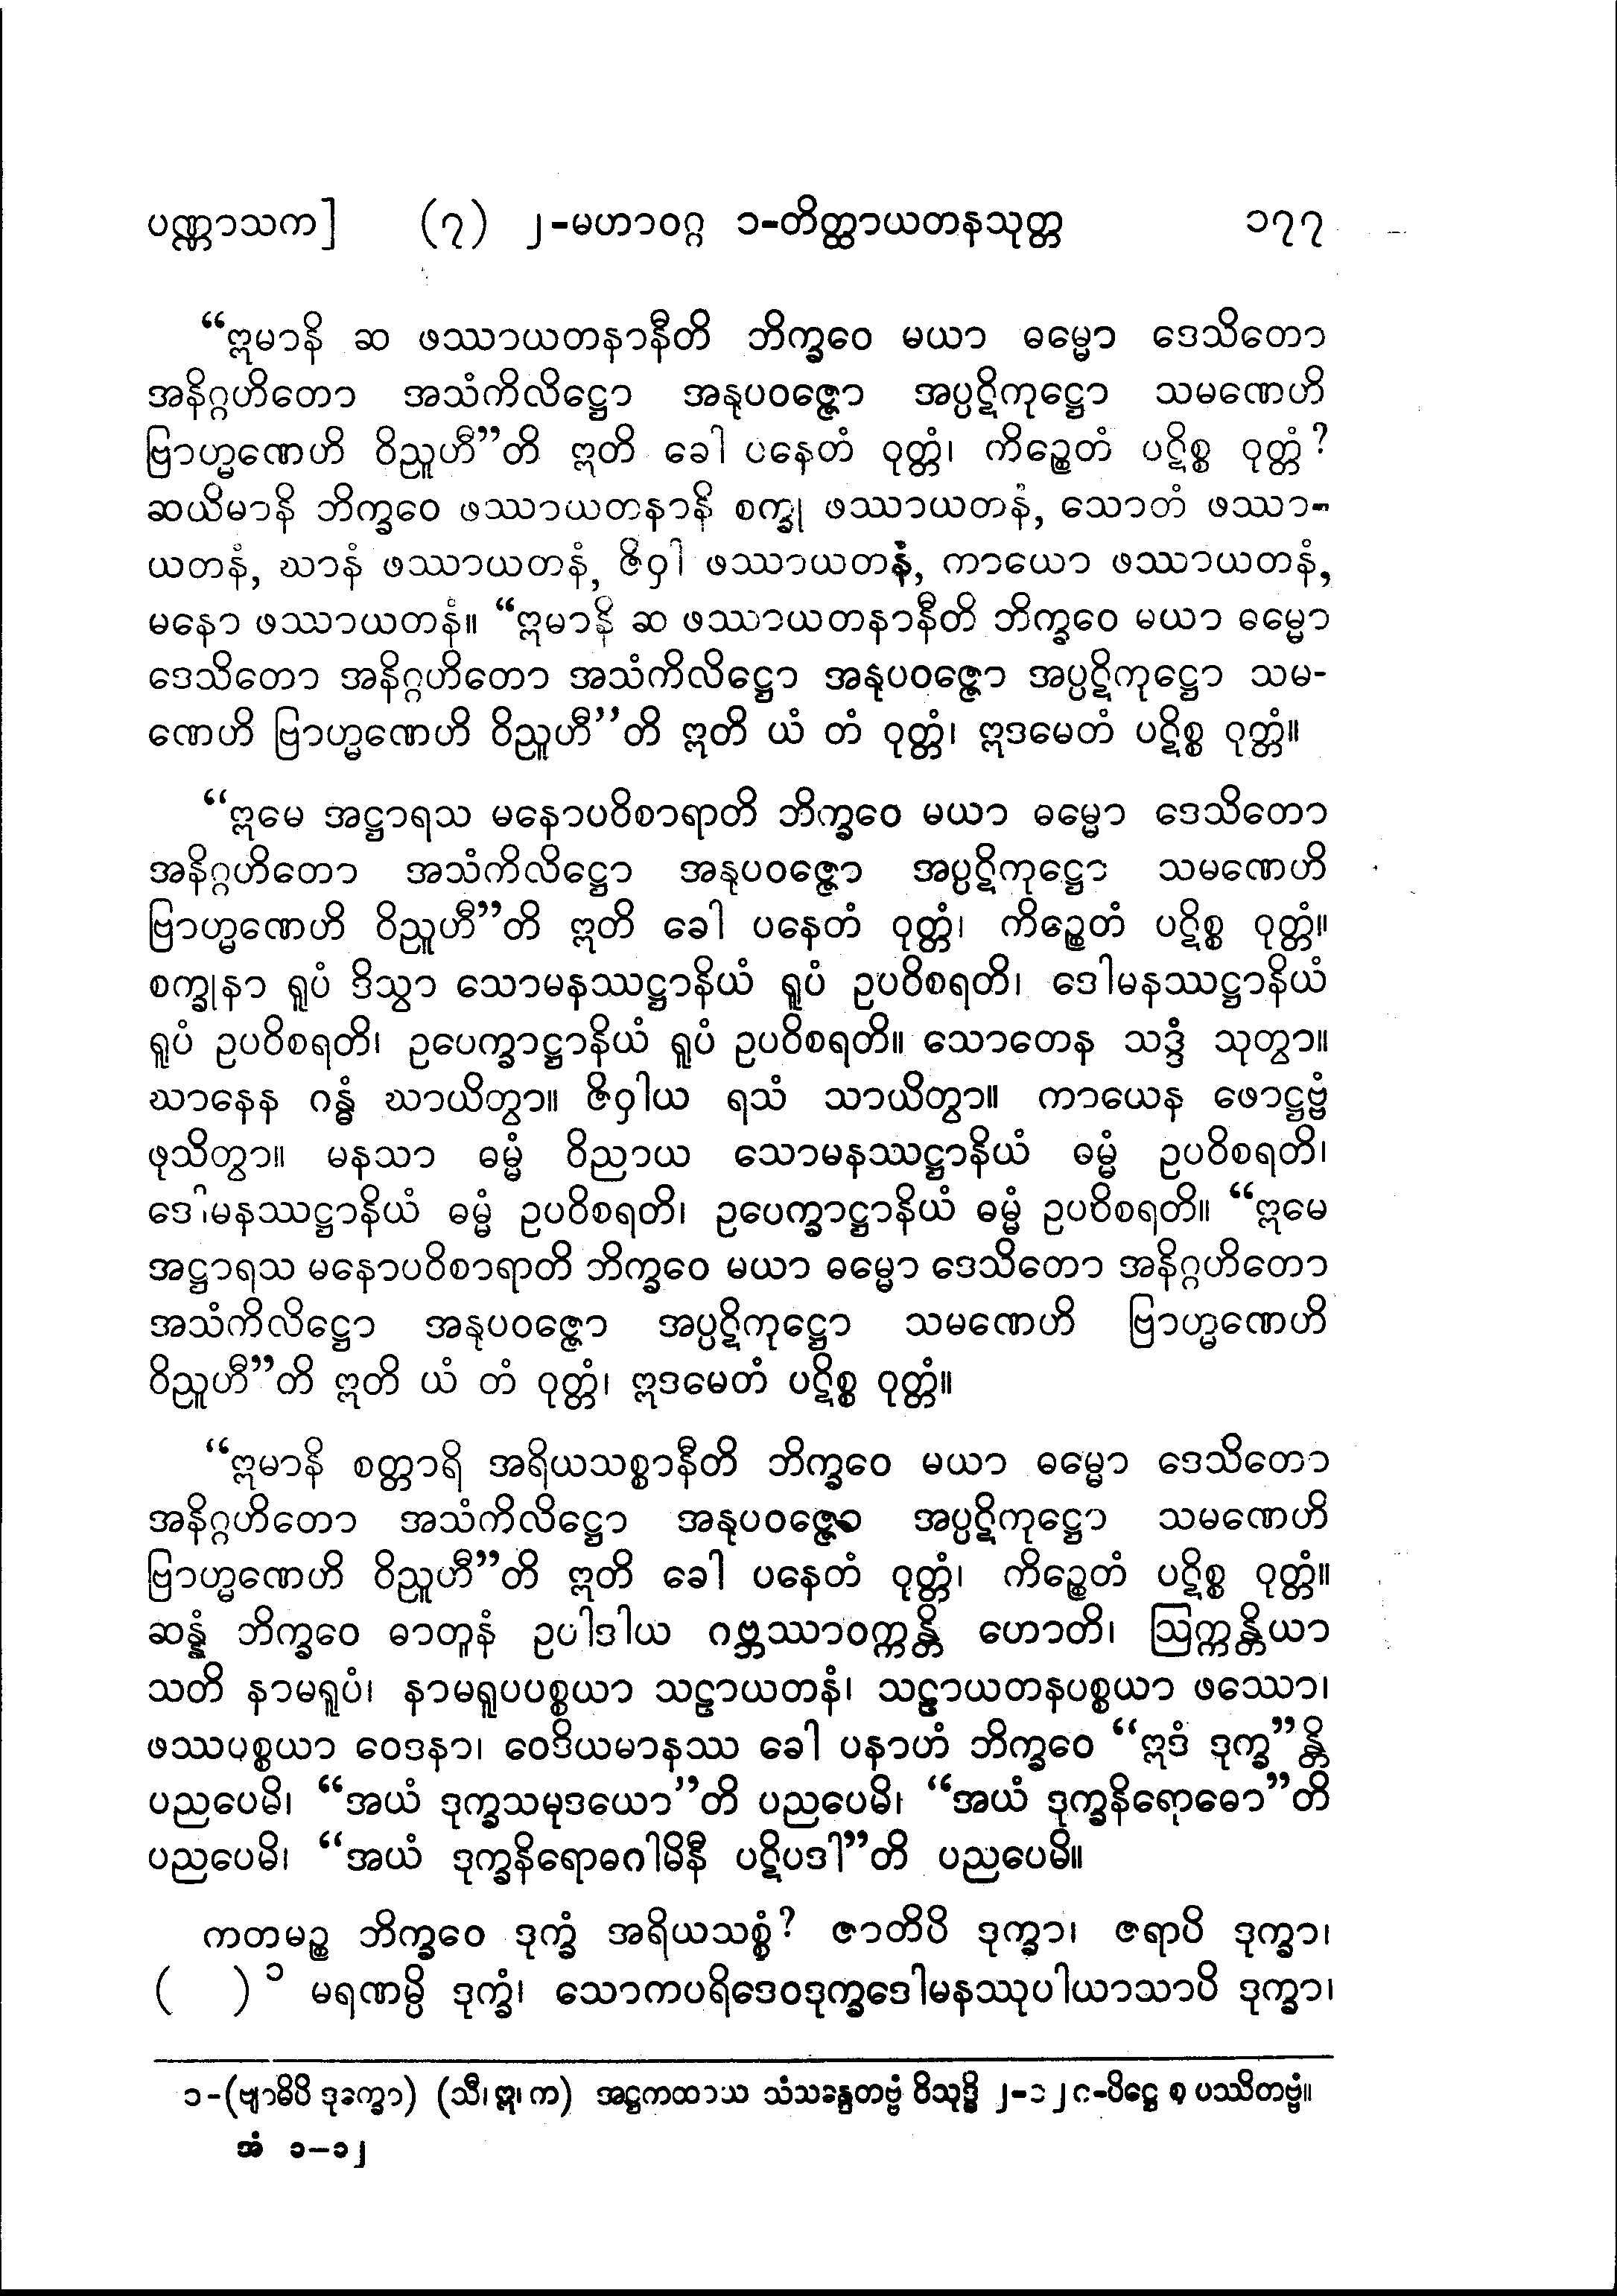 ပဏ္ဏာသက] (၇) ၂-မဟာဝဂ္ဂ ၁-တိတ္ထာယတနသုတ္တ ၁၇၇
“ဣမာနိ ဆ ဖဿာယတနာနီတိ ဘိက္ခဝေ မယာ ဓမ္မော ဒေသိတော
အနိဂ္ဂဟိတော အသံကိလိဋ္ဌော အနုပဝဇ္ဇော အပ္ပဋိကုဋ္ဌော သမဏေဟိ
ဗြာဟ္မဏေဟိ ဝိညူဟီ”တိ ဣတိ ခေါ ပနေတံ ဝုတ္တံ၊ ကိဉ္စေတံ ပဋိစ္စ ဝုတ္တံ?
ဆယိမာနိ ဘိက္ခဝေ ဖဿာယတနာနိ စက္ခု ဖဿာယတနံ, သောတံ ဖဿာ-
ယတနံ, ဃာနံ ဖဿာယတနံ, ဇိဝှါ ဖဿာယတနံ, ကာယော ဖဿာယတနံ,
မနော ဖဿာယတနံ။ “ဣမာနိ ဆ ဖဿာယတနာနီတိ ဘိက္ခဝေ မယာ ဓမ္မော
ဒေသိတော အနိဂ္ဂဟိတော အသံကိလိဋ္ဌော အနုပဝဇ္ဇော အပ္ပဋိကုဋ္ဌော သမ-
ဏေဟိ ဗြာဟ္မဏေဟိ ဝိညူဟီ”တိ ဣတိ ယံ တံ ဝုတ္တံ၊ ဣဒမေတံ ပဋိစ္စ ဝုတ္တံ။
“ဣမေ အဋ္ဌာရသ မနောပဝိစာရာတိ ဘိက္ခဝေ မယာ ဓမ္မော ဒေသိတော
အနိဂ္ဂဟိတော အသံကိလိဋ္ဌော အနုပဝဇ္ဇော အပ္ပဋိကုဋ္ဌော သမဏေဟိ
ဗြာဟ္မဏေဟိ ဝိညူဟီ”တိ ဣတိ ခေါ ပနေတံ ဝုတ္တံ၊ ကိဉ္စေတံ ပဋိစ္စ ဝုတ္တံ။
စက္ခုနာ ရူပံ ဒိသွာ သောမနဿဋ္ဌာနိယံ ရူပံ ဥပဝိစရတိ၊ ဒေါမနဿဋ္ဌာနိယံ
ရူပံ ဥပဝိစရတိ၊ ဥပေက္ခာဋ္ဌာနိယံ ရူပံ ဥပဝိစရတိ။ သောတေန သဒ္ဒံ သုတွာ။
ဃာနေန ဂန္ဓံ ဃာယိတွာ။ ဇိဝှါယ ရသံ သာယိတွာ။ ကာယေန ဖောဋ္ဌဗ္ဗံ
ဖုသိတွာ။ မနသာ ဓမ္မံ ဝိညာယ သောမနဿဋ္ဌာနိယံ ဓမ္မံ ဥပဝိစရတိ၊
ဒေါမနဿဋ္ဌာနိယံ ဓမ္မံ ဥပဝိစရတိ၊ ဥပေက္ခာဋ္ဌာနိယံ ဓမ္မံ ဥပဝိစရတိ။ “ဣမေ
အဋ္ဌာရသ မနောပဝိစာရာတိ ဘိက္ခဝေ မယာ ဓမ္မော ဒေသိတော အနိဂ္ဂဟိတော
အသံကိလိဋ္ဌော အနုပဝဇ္ဇော အပ္ပဋိကုဋ္ဌော သမဏေဟိ ဗြာဟ္မဏေဟိ
ဝိညူဟီ”တိ ဣတိ ယံ တံ ဝုတ္တံ၊ ဣဒမေတံ ပဋိစ္စ ဝုတ္တံ။
“ဣမာနိ စတ္တာရိ အရိယသစ္စာနီတိ ဘိက္ခဝေ မယာ ဓမ္မော ဒေသိတော
အနိဂ္ဂဟိတော အသံကိလိဋ္ဌော အနုပဝဇ္ဇော အပ္ပဋိကုဋ္ဌော သမဏေဟိ
ဗြာဟ္မဏေဟိ ဝိညူဟီ”တိ ဣတိ ခေါ ပနေတံ ဝုတ္တံ၊ ကိဉ္စေတံ ပဋိစ္စ ဝုတ္တံ။
ဆန္နံ ဘိက္ခဝေ ဓာတူနံ ဥပါဒါယ ဂဗ္ဘဿာဝက္ကန္တိ ဟောတိ၊ ဩက္ကန္တိယာ
သတိ နာမရူပံ၊ နာမရူပပစ္စယာ သဠာယတနံ၊ သဠာယတနပစ္စယာ ဖဿော၊
ဖဿပစ္စယာ ဝေဒနာ၊ ဝေဒိယမာနဿ ခေါ ပနာဟံ ဘိက္ခဝေ “ဣဒံ ဒုက္ခ”န္တိ
ပညပေမိ၊ “အယံ ဒုက္ခသမုဒယော”တိ ပညပေမိ၊ “အယံ ဒုက္ခနိရောဓော”တိ
ပညပေမိ၊ “အယံ ဒုက္ခနိရောဓဂါမိနီ ပဋိပဒါ”တိ ပညပေမိ။
ကတမဉ္စ ဘိက္ခဝေ ဒုက္ခံ အရိယသစ္စံ? ဇာတိပိ ဒုက္ခာ၊ ဇရာပိ ဒုက္ခာ၊
( )၁ မရဏမ္ပိ ဒုက္ခံ၊ သောကပရိဒေဝဒုက္ခဒေါမနဿုပါယာသာပိ ဒုက္ခာ၊
၁-(ဗျာဓိပိ ဒုက္ခော) (သီ၊ ဣ၊ က) အဋ္ဌကထာယ သံသန္ဒေတဗ္ဗံ ဝိသုဒ္ဓိ ၂-၁၂၈-ပိဋ္ဌေ စ ပဿိတဗ္ဗံ။
အံ ၁-၁၂